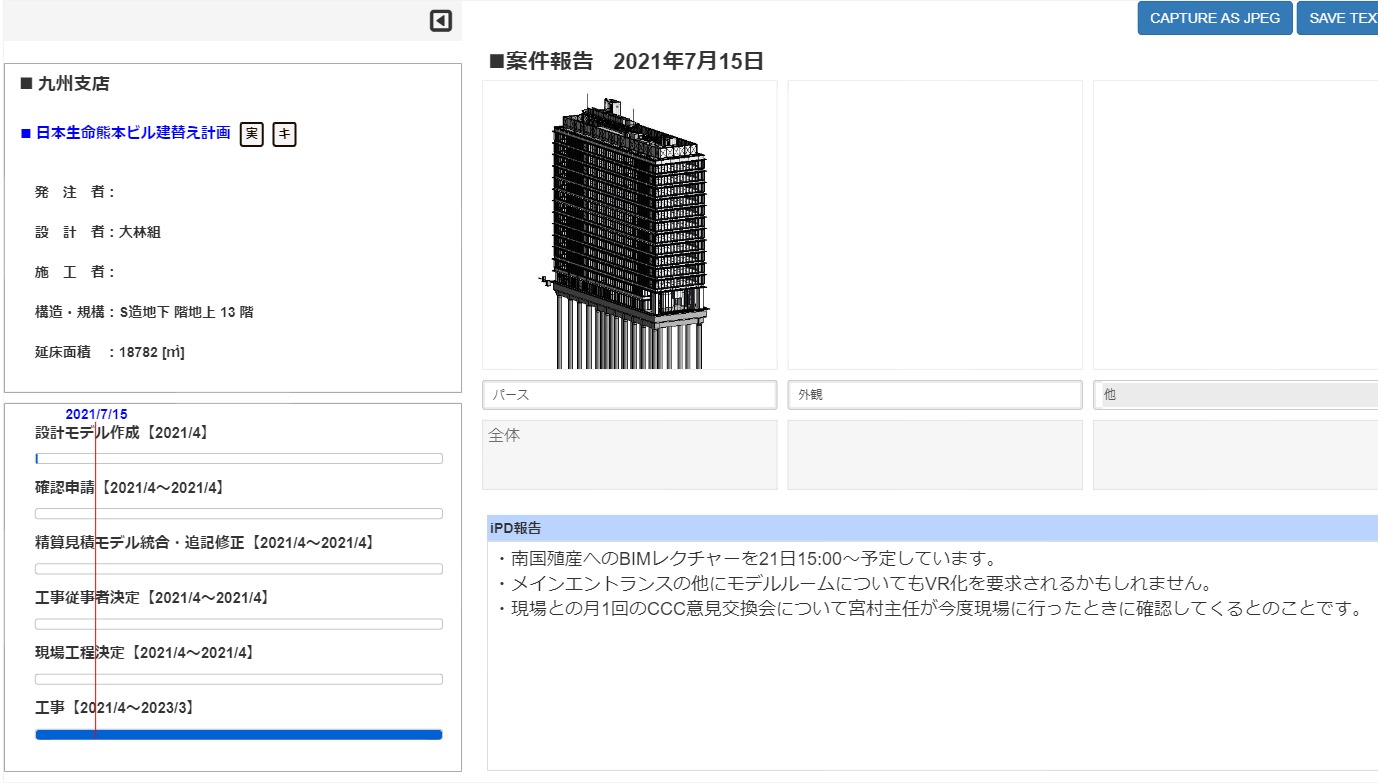 CAPTURE AS JPEG
SAVE TEX
■ 九州支店
■ 日本生命熊本ビル建替え計画 実 キ
発 注 者：
設 計 者：大林組
施 工 者：
構造・規構：S造地下 階地上 13 階
延床面積 ：18782 [㎡]
2021/7/15
設計モデル作成【2021/4】
確認申請【2021/4～2021/4】
精算見積モデル統合・追記修正【2021/4～2021/4】
工事従事者決定【2021/4～2021/4】
現場工程決定【2021/4～2021/4】
工事【2021/4～2023/3】
■案件報告 2021年7月15日
パース
外観
他
全体
iPD報告
・南国殖産へのBIMレクチャーを21日15:00～予定しています。
・メインエントランスの他にモデルルームについてもVR化を要求されるかもしれません。
・現場との月1回のCCC意見交換会について宮村主任が今度現場に行ったときに確認してくるとのことです。